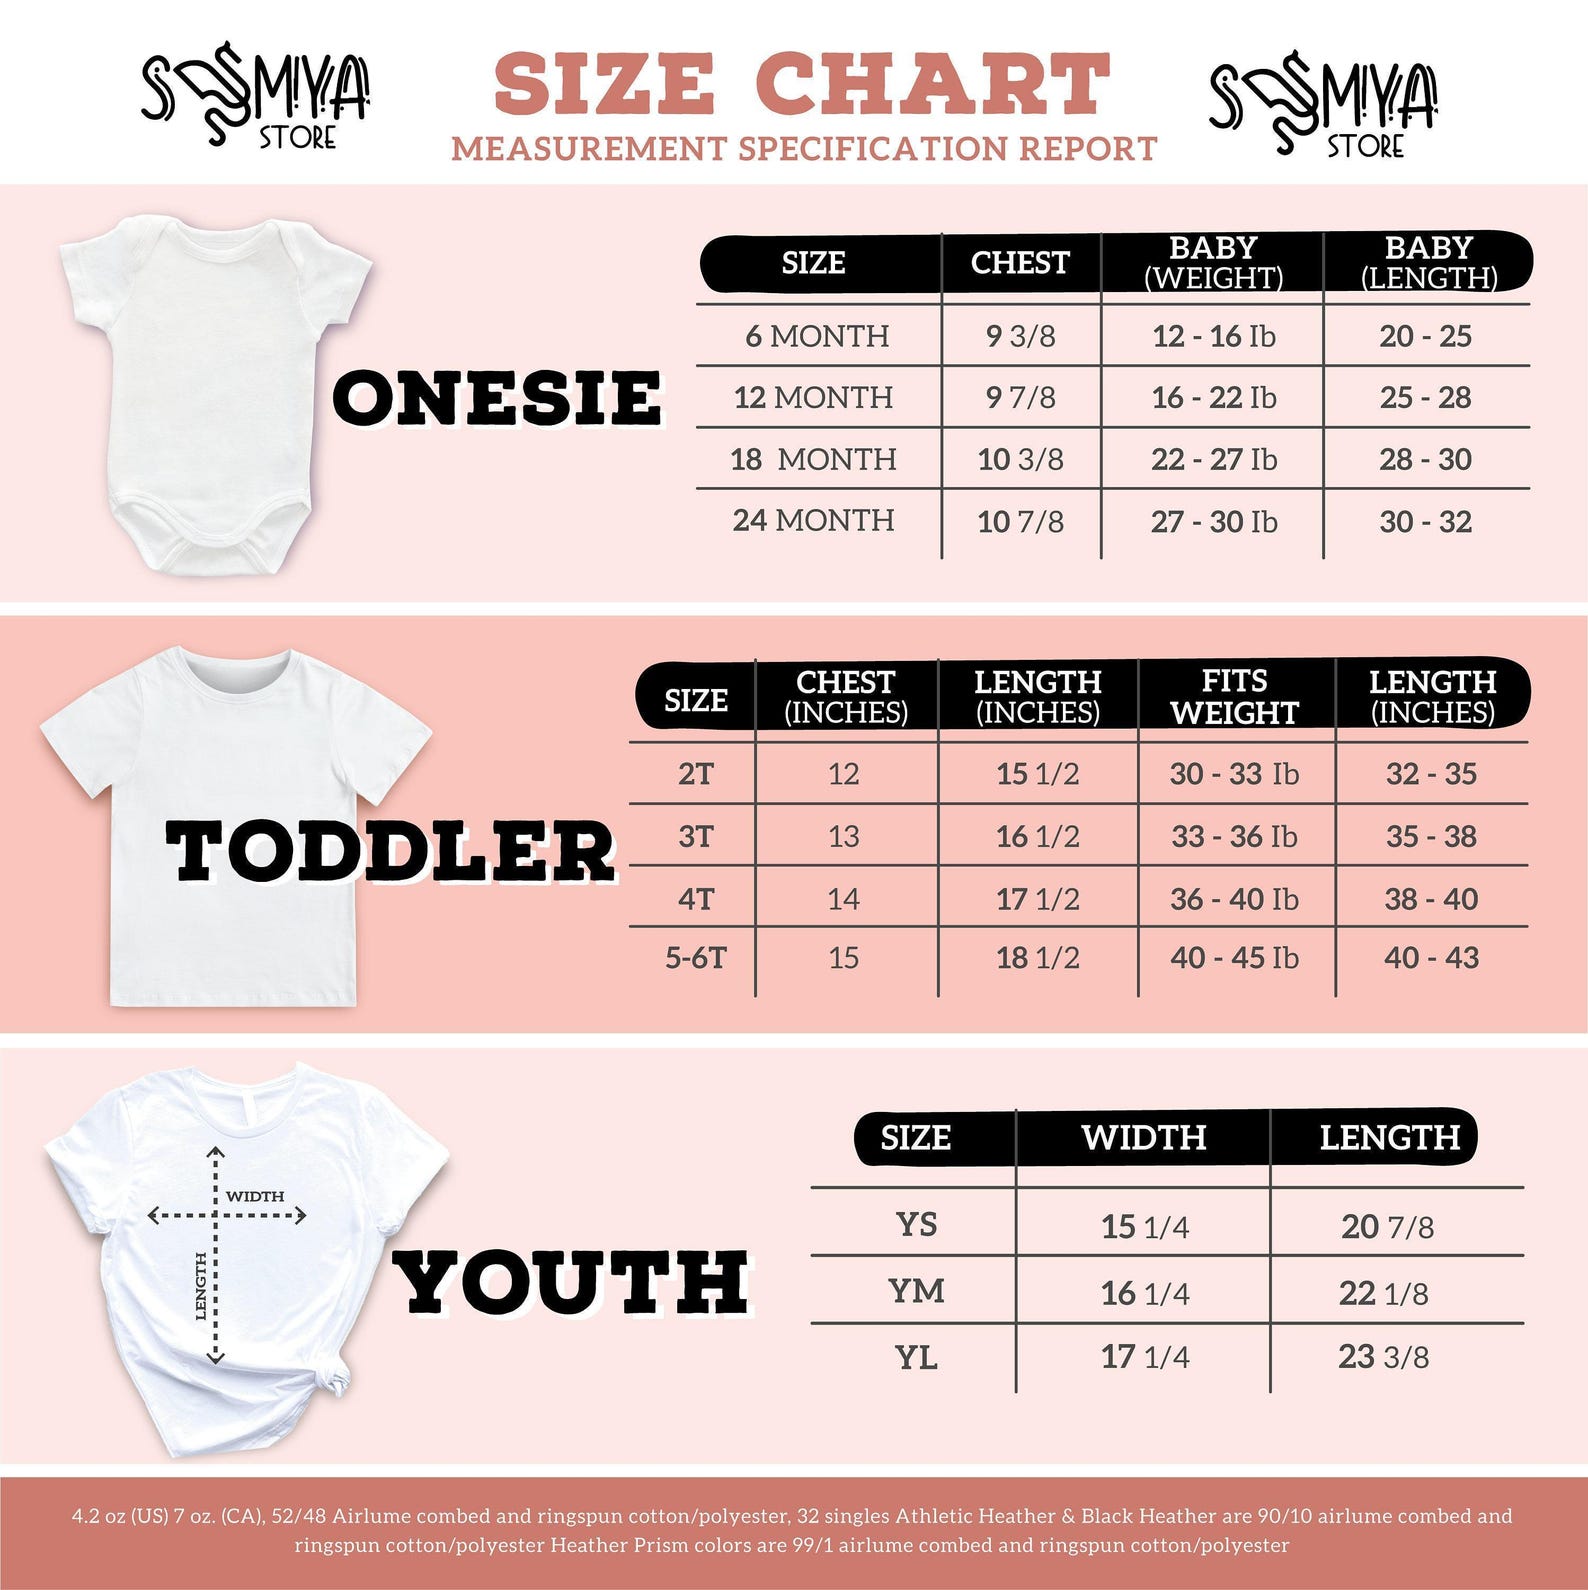 SUMIYA
STORE
SIZE CHART
MEASUREMENT SPECIFICATION REPORT
STORE
ONESIE
SIZE CHEST BABY (WEIGHT) BABY (LENGTH)
6 MONTH 9 3/8 12 - 16 Ib 20 - 25
12 MONTH 9 7/8 16 - 22 Ib 25 - 28
18 MONTH 10 3/8 22 - 27 Ib 28 - 30
24 MONTH 10 7/8 27 - 30 Ib 30 - 32
TODDLER
SIZE CHEST (INCHES) LENGTH (INCHES) FITS WEIGHT LENGTH (INCHES)
2T 12 15 1/2 30 - 33 Ib 32 - 35
3T 13 16 1/2 33 - 36 Ib 35 - 38
4T 14 17 1/2 36 - 40 Ib 38 - 40
5-6T 15 18 1/2 40 - 45 Ib 40 - 43
WIDTH
LENGTH
YOUTH
SIZE WIDTH LENGTH
YS 15 1/4 20 7/8
YM 16 1/4 22 1/8
YL 17 1/4 23 3/8
4.2 oz (US) 7 oz. (CA), 52/48 Airlume combed and ringspun cotton/polyester, 32 singles Athletic Heather & Black Heather are 90/10 airlume combed and
ringspun cotton/polyester Heather Prism colors are 99/1 airlume combed and ringspun cotton/polyester